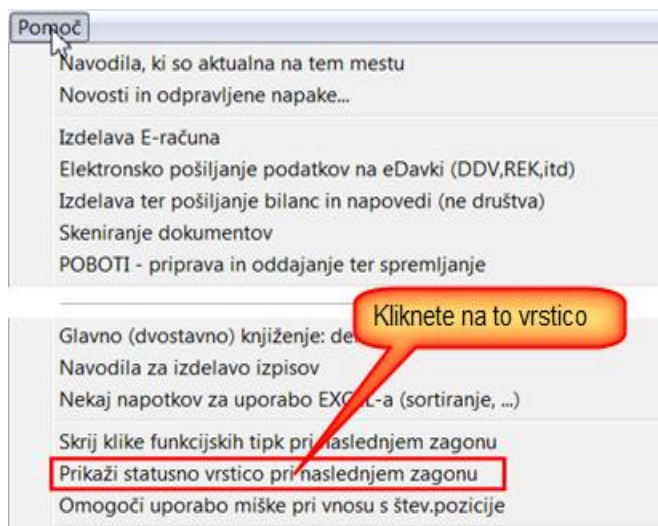 Pomoč
Navodila, ki so aktualna na tem mestu
Novosti in odpravljene napake...
Izdelava E-računa
Elektronsko pošiljanje podatkov na eDavki (DDV,REK,itd)
Izdelava ter pošiljanje bilanc in napovedi (ne društva)
Skeniranje dokumentov
POBOTI - priprava in oddajanje ter spremljanje
Kliknete na to vrstico
Glavno (dvostavno) knjiženje:
Navodila za izdelavo izpisov
Nekaj napotkov za uporabo EXCEL-a (sortiranje, ...)
Skrij klike funkcijskih tipk pri naslednjem zagonu
Prikaži statusno vrstico pri naslednjem zagonu
Omogoči uporabo miške pri vnosu s štev.pozicije